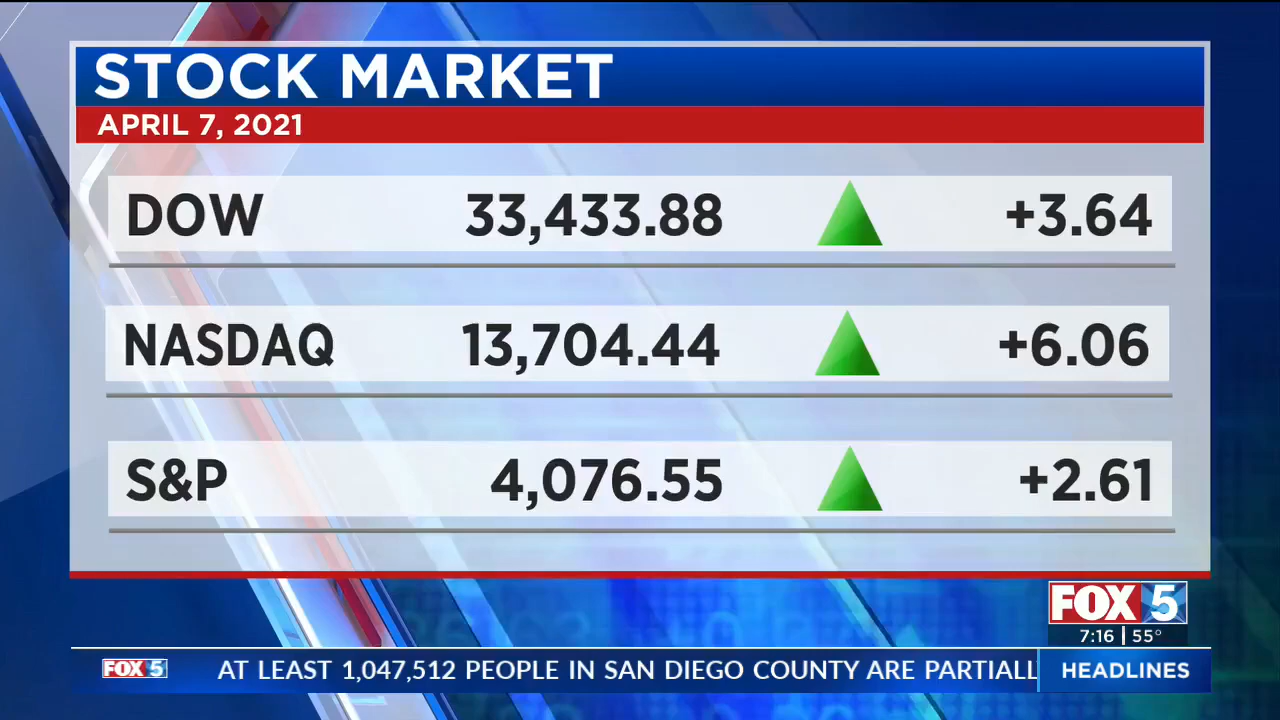 STOCK MARKET
APRIL 7, 2021
DOW 33,433.88 +3.64
NASDAQ 13,704.44 +6.06
S&P 4,076.55 +2.61
FOX 5
7:16 | 55°
FOX 5 AT LEAST 1,047,512 PEOPLE IN SAN DIEGO COUNTY ARE PARTIALL HEADLINES